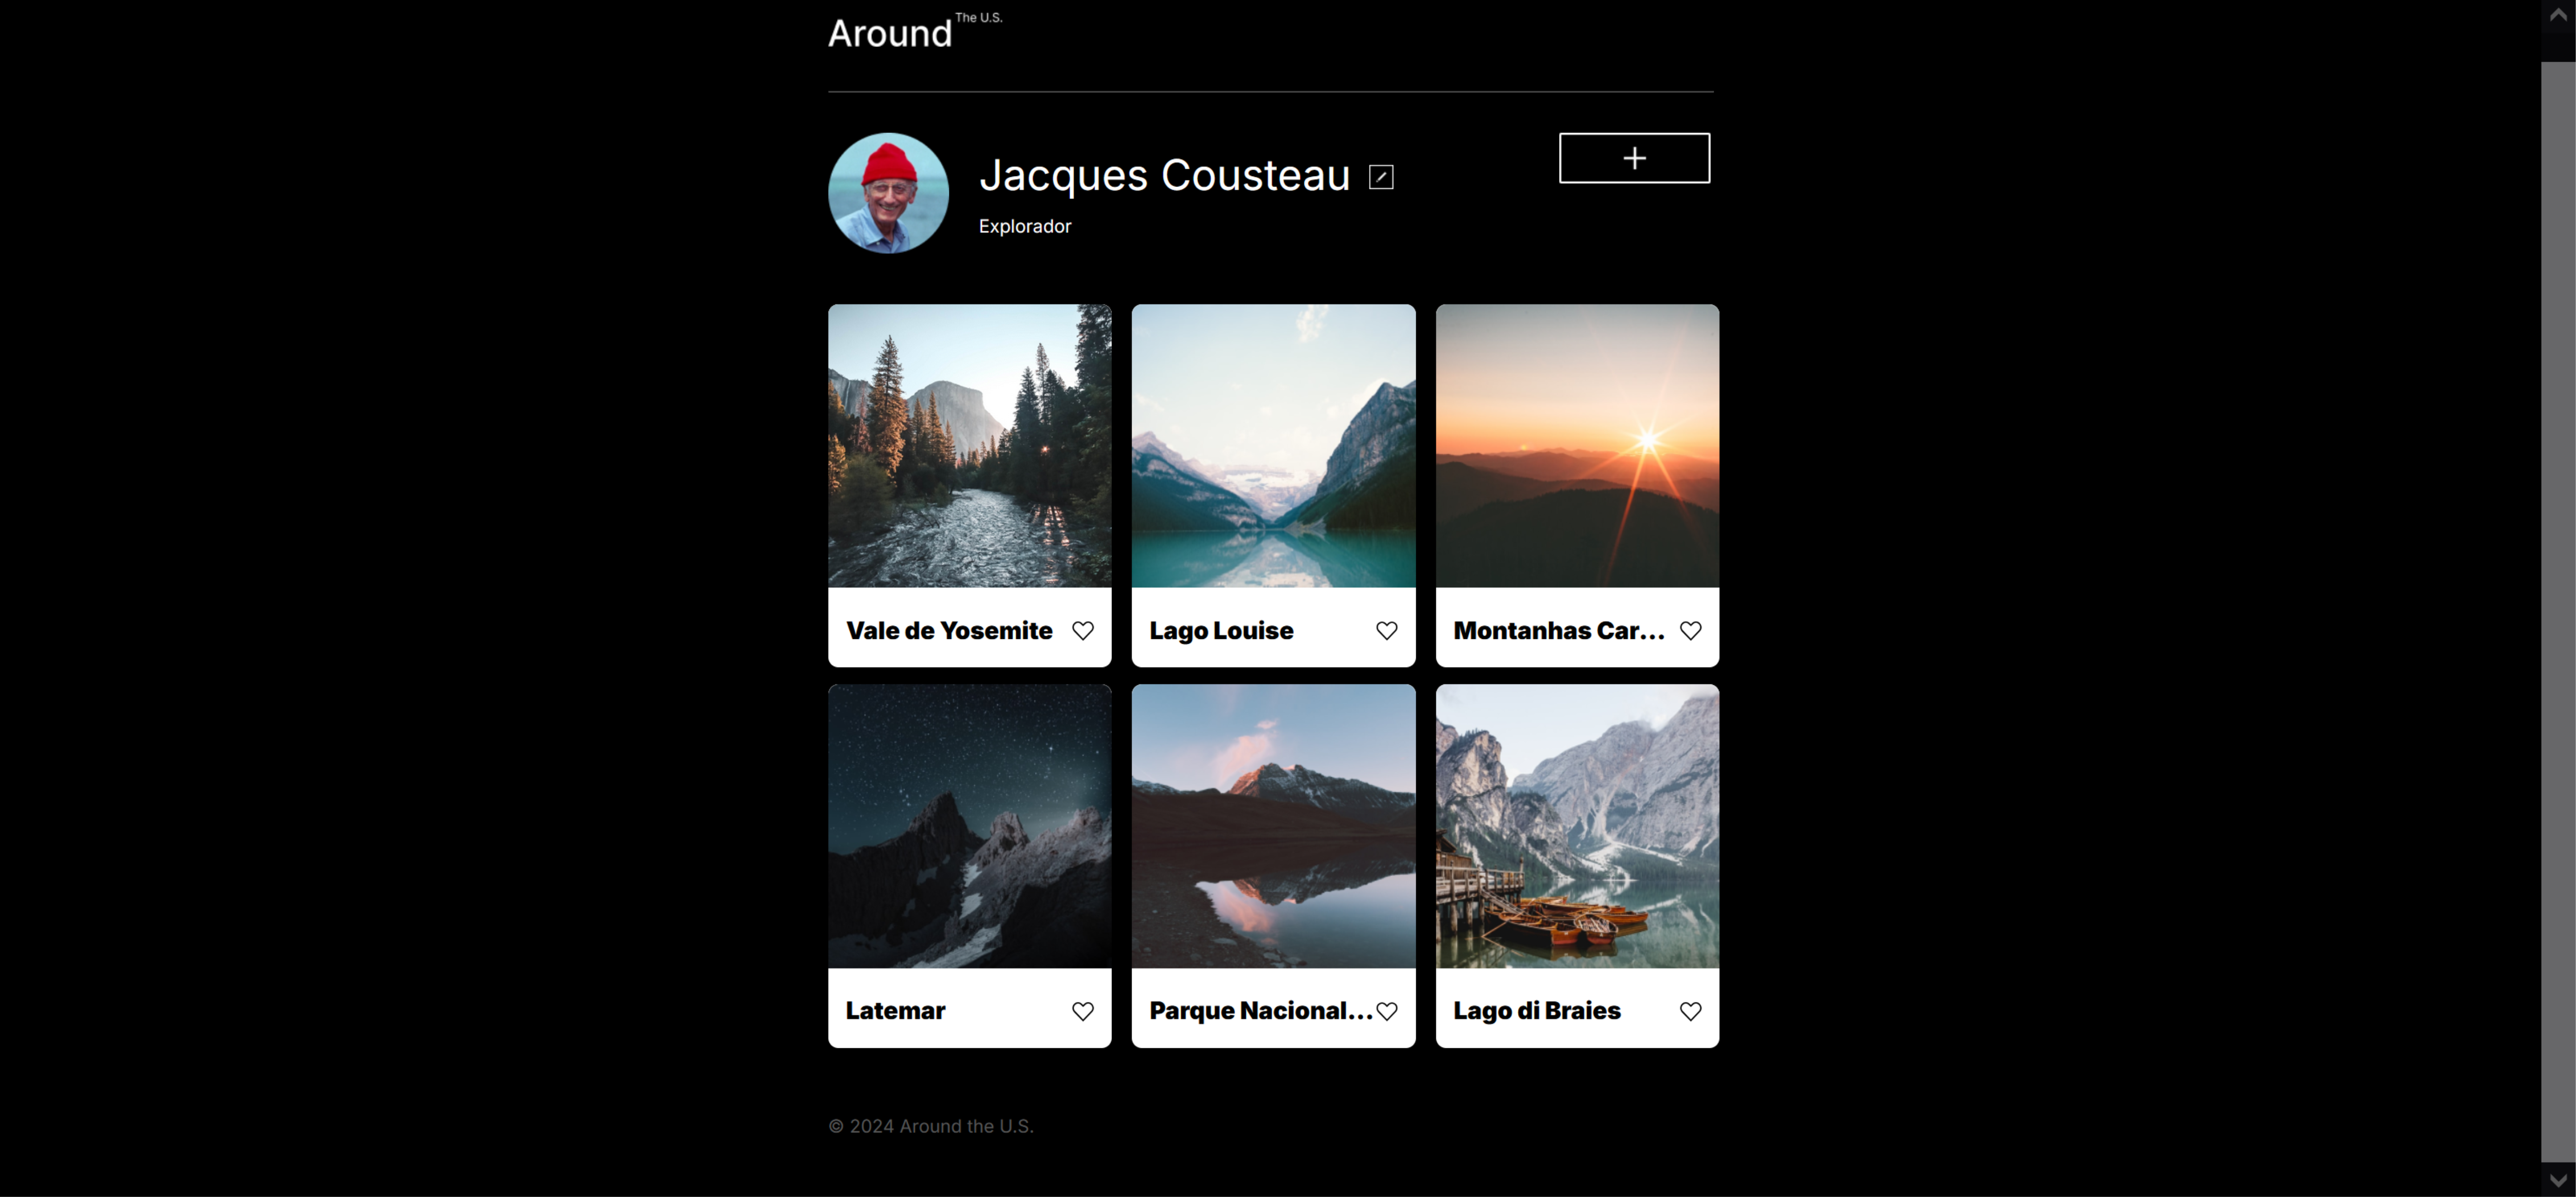 Around The U.S.
Jacques Cousteau
Explorador
Vale de Yosemite
Lago Louise
Montanhas Car...
Latemar
Parque Nacional...
Lago di Braies
© 2024 Around the U.S.